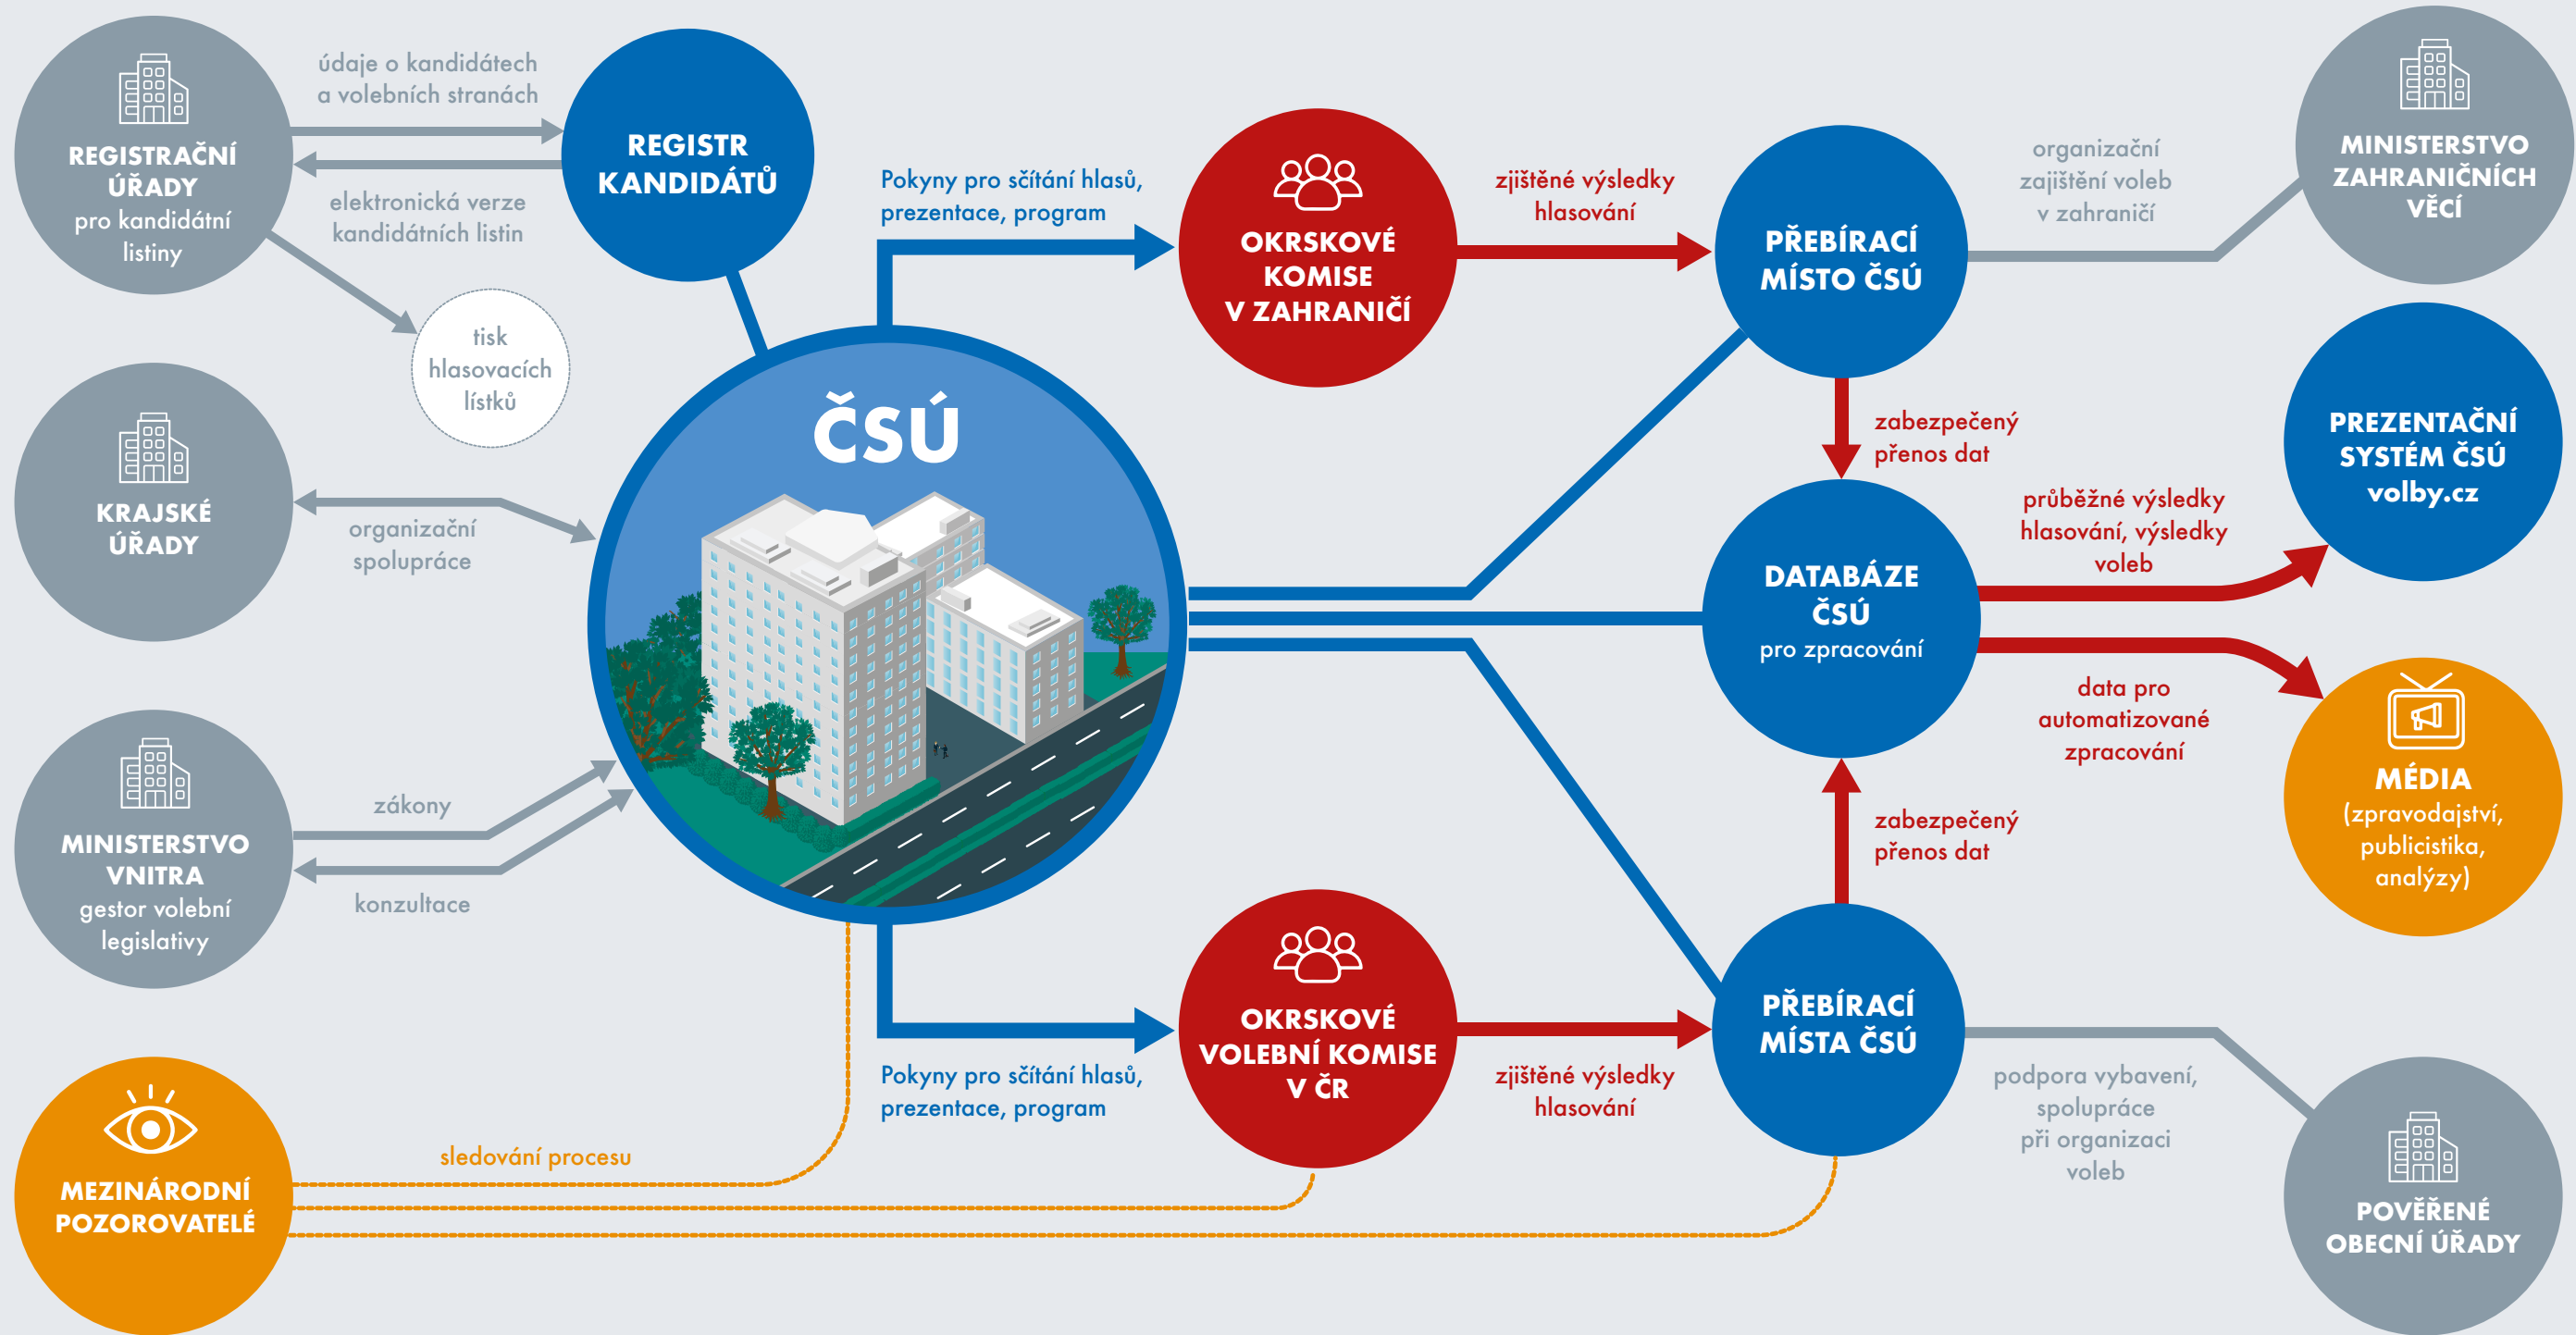 REGISTRAČNÍ
ÚŘADY
pro kandidátní
listiny
údaje o kandidátech
a volebních stranách
elektronická verze
kandidátních listin
REGISTR
KANDIDÁTŮ
tisk
hlasovacích
lístků
Pokyny pro sčítání hlasů,
prezentace, program
OKRSKOVÉ
KOMISE
V ZAHRANIČÍ
zjištěné výsledky
hlasování
PŘEBÍRACÍ
MÍSTO ČSÚ
organizační
zajištění voleb
v zahraničí
MINISTERSTVO
ZAHRANIČNÍCH
VĚCÍ
KRAJSKÉ
ÚŘADY
organizační
spolupráce
ČSÚ
zabezpečený
přenos dat
DATABÁZE
ČSÚ
pro zpracování
průběžné výsledky
hlasování, výsledky
voleb
PREZENTAČNÍ
SYSTÉM ČSÚ
volby.cz
data pro
automatizované
zpracování
MÉDIA
(zpravodajství,
publicistika,
analýzy)
MINISTERSTVO
VNITRA
gestor volební
legislativy
zákony
konzultace
zabezpečený
přenos dat
Pokyny pro sčítání hlasů,
prezentace, program
OKRSKOVÉ
VOLEBNÍ KOMISE
V ČR
zjištěné výsledky
hlasování
PŘEBÍRACÍ
MÍSTA ČSÚ
podpora vybavení,
spolupráce
při organizaci
voleb
POVĚŘENÉ
OBECNÍ ÚŘADY
MEZINÁRODNÍ
POZOROVATELÉ
sledování procesu